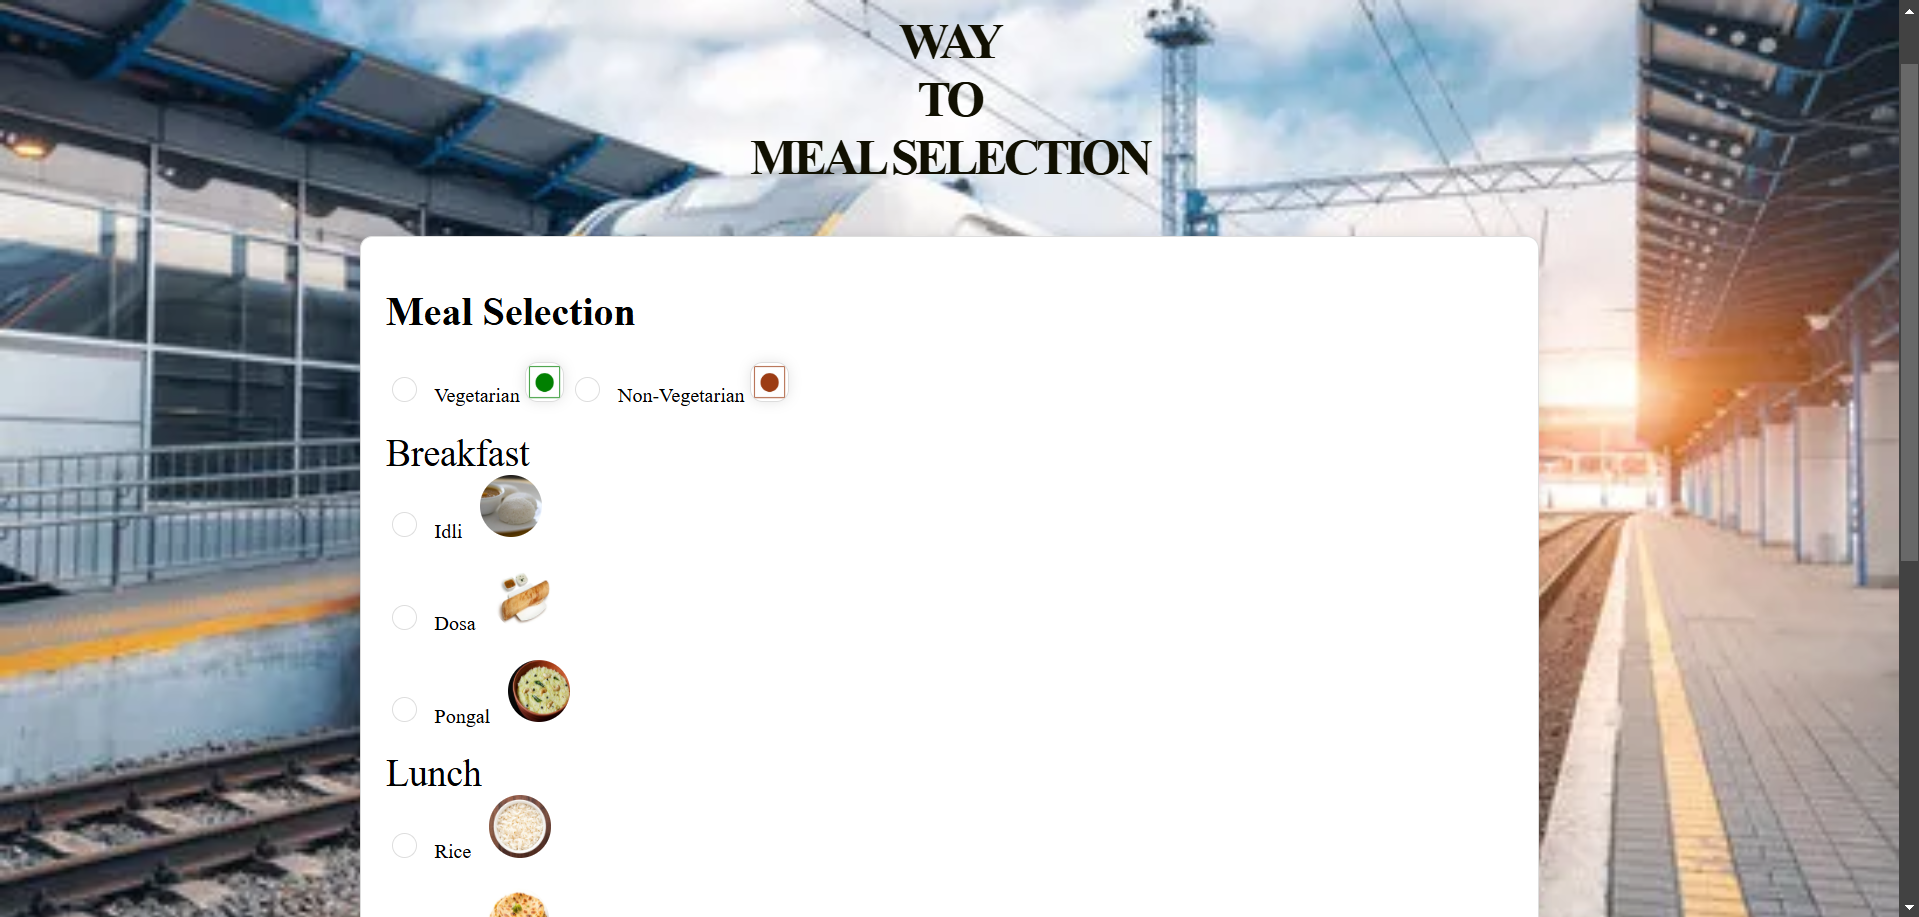 WAY
TO
MEAL SELECTION
Meal Selection
Vegetarian Non-Vegetarian
Breakfast
Idli
Dosa
Pongal
Lunch
Rice